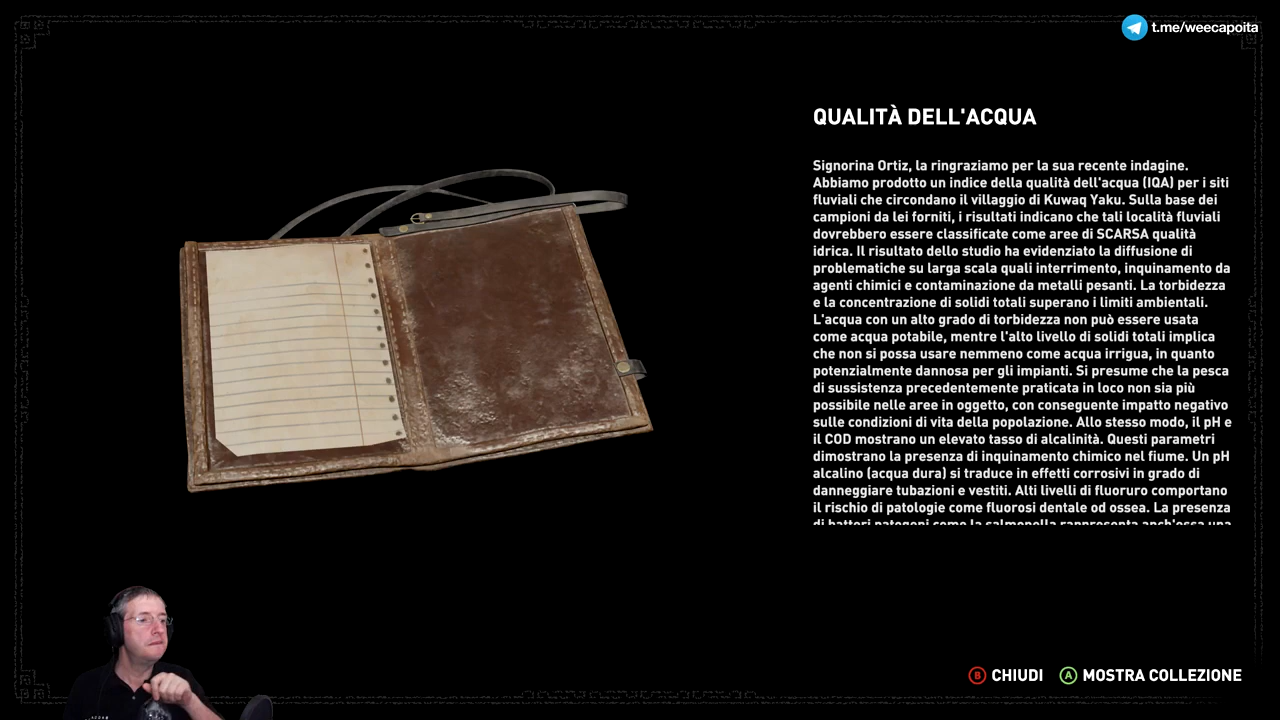 t.me/weecapoita
QUALITÀ DELL'ACQUA
Signorina Ortiz, la ringraziamo per la sua recente indagine.
Abbiamo prodotto un indice della qualità dell'acqua (IQA) per i siti
fluviali che circondano il villaggio di Kuwaq Yaku. Sulla base dei
campioni da lei forniti, i risultati indicano che tali località fluviali
dovrebbero essere classificate come aree di SCARSA qualità
idrica. Il risultato dello studio ha evidenziato la diffusione di
problematiche su larga scala quali interrimento, inquinamento da
agenti chimici e contaminazione da metalli pesanti. La torbidezza
e la concentrazione di solidi totali superano i limiti ambientali.
L'acqua con un alto grado di torbidezza non può essere usata
come acqua potabile, mentre l'alto livello di solidi totali implica
che non si possa usare nemmeno come acqua irrigua, in quanto
potenzialmente dannosa per gli impianti. Si presume che la pesca
di sussistenza precedentemente praticata in loco non sia più
possibile nelle aree in oggetto, con conseguente impatto negativo
sulle condizioni di vita della popolazione. Allo stesso modo, il pH e
il COD mostrano un elevato tasso di alcalinità. Questi parametri
dimostrano la presenza di inquinamento chimico nel fiume. Un pH
alcalino (acqua dura) si traduce in effetti corrosivi in grado di
danneggiare tubazioni e vestiti. Alti livelli di fluoruro comportano
il rischio di patologie come fluorosi dentale od ossea. La presenza
di batteri patogeni come la salmonella rappresenta anch'essa una
B CHIUDI
A MOSTRA COLLEZIONE